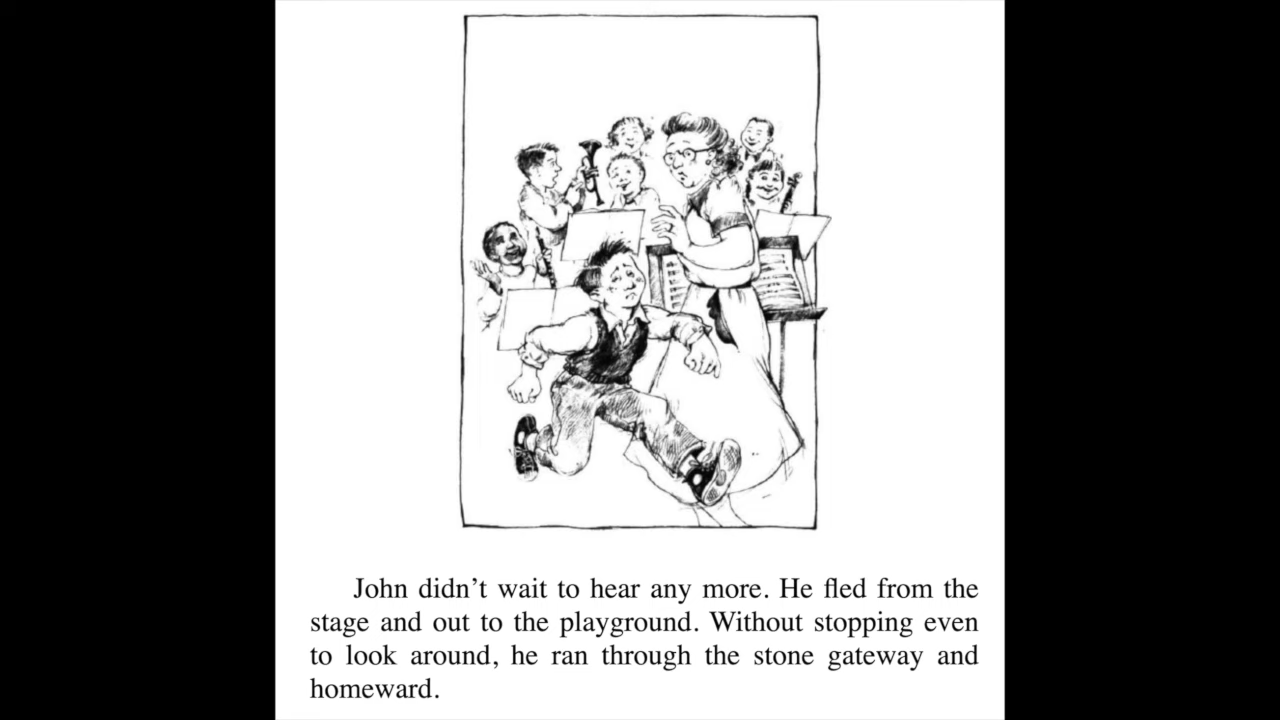 John didn’t wait to hear any more. He fled from the
stage and out to the playground. Without stopping even
to look around, he ran through the stone gateway and
homeward.